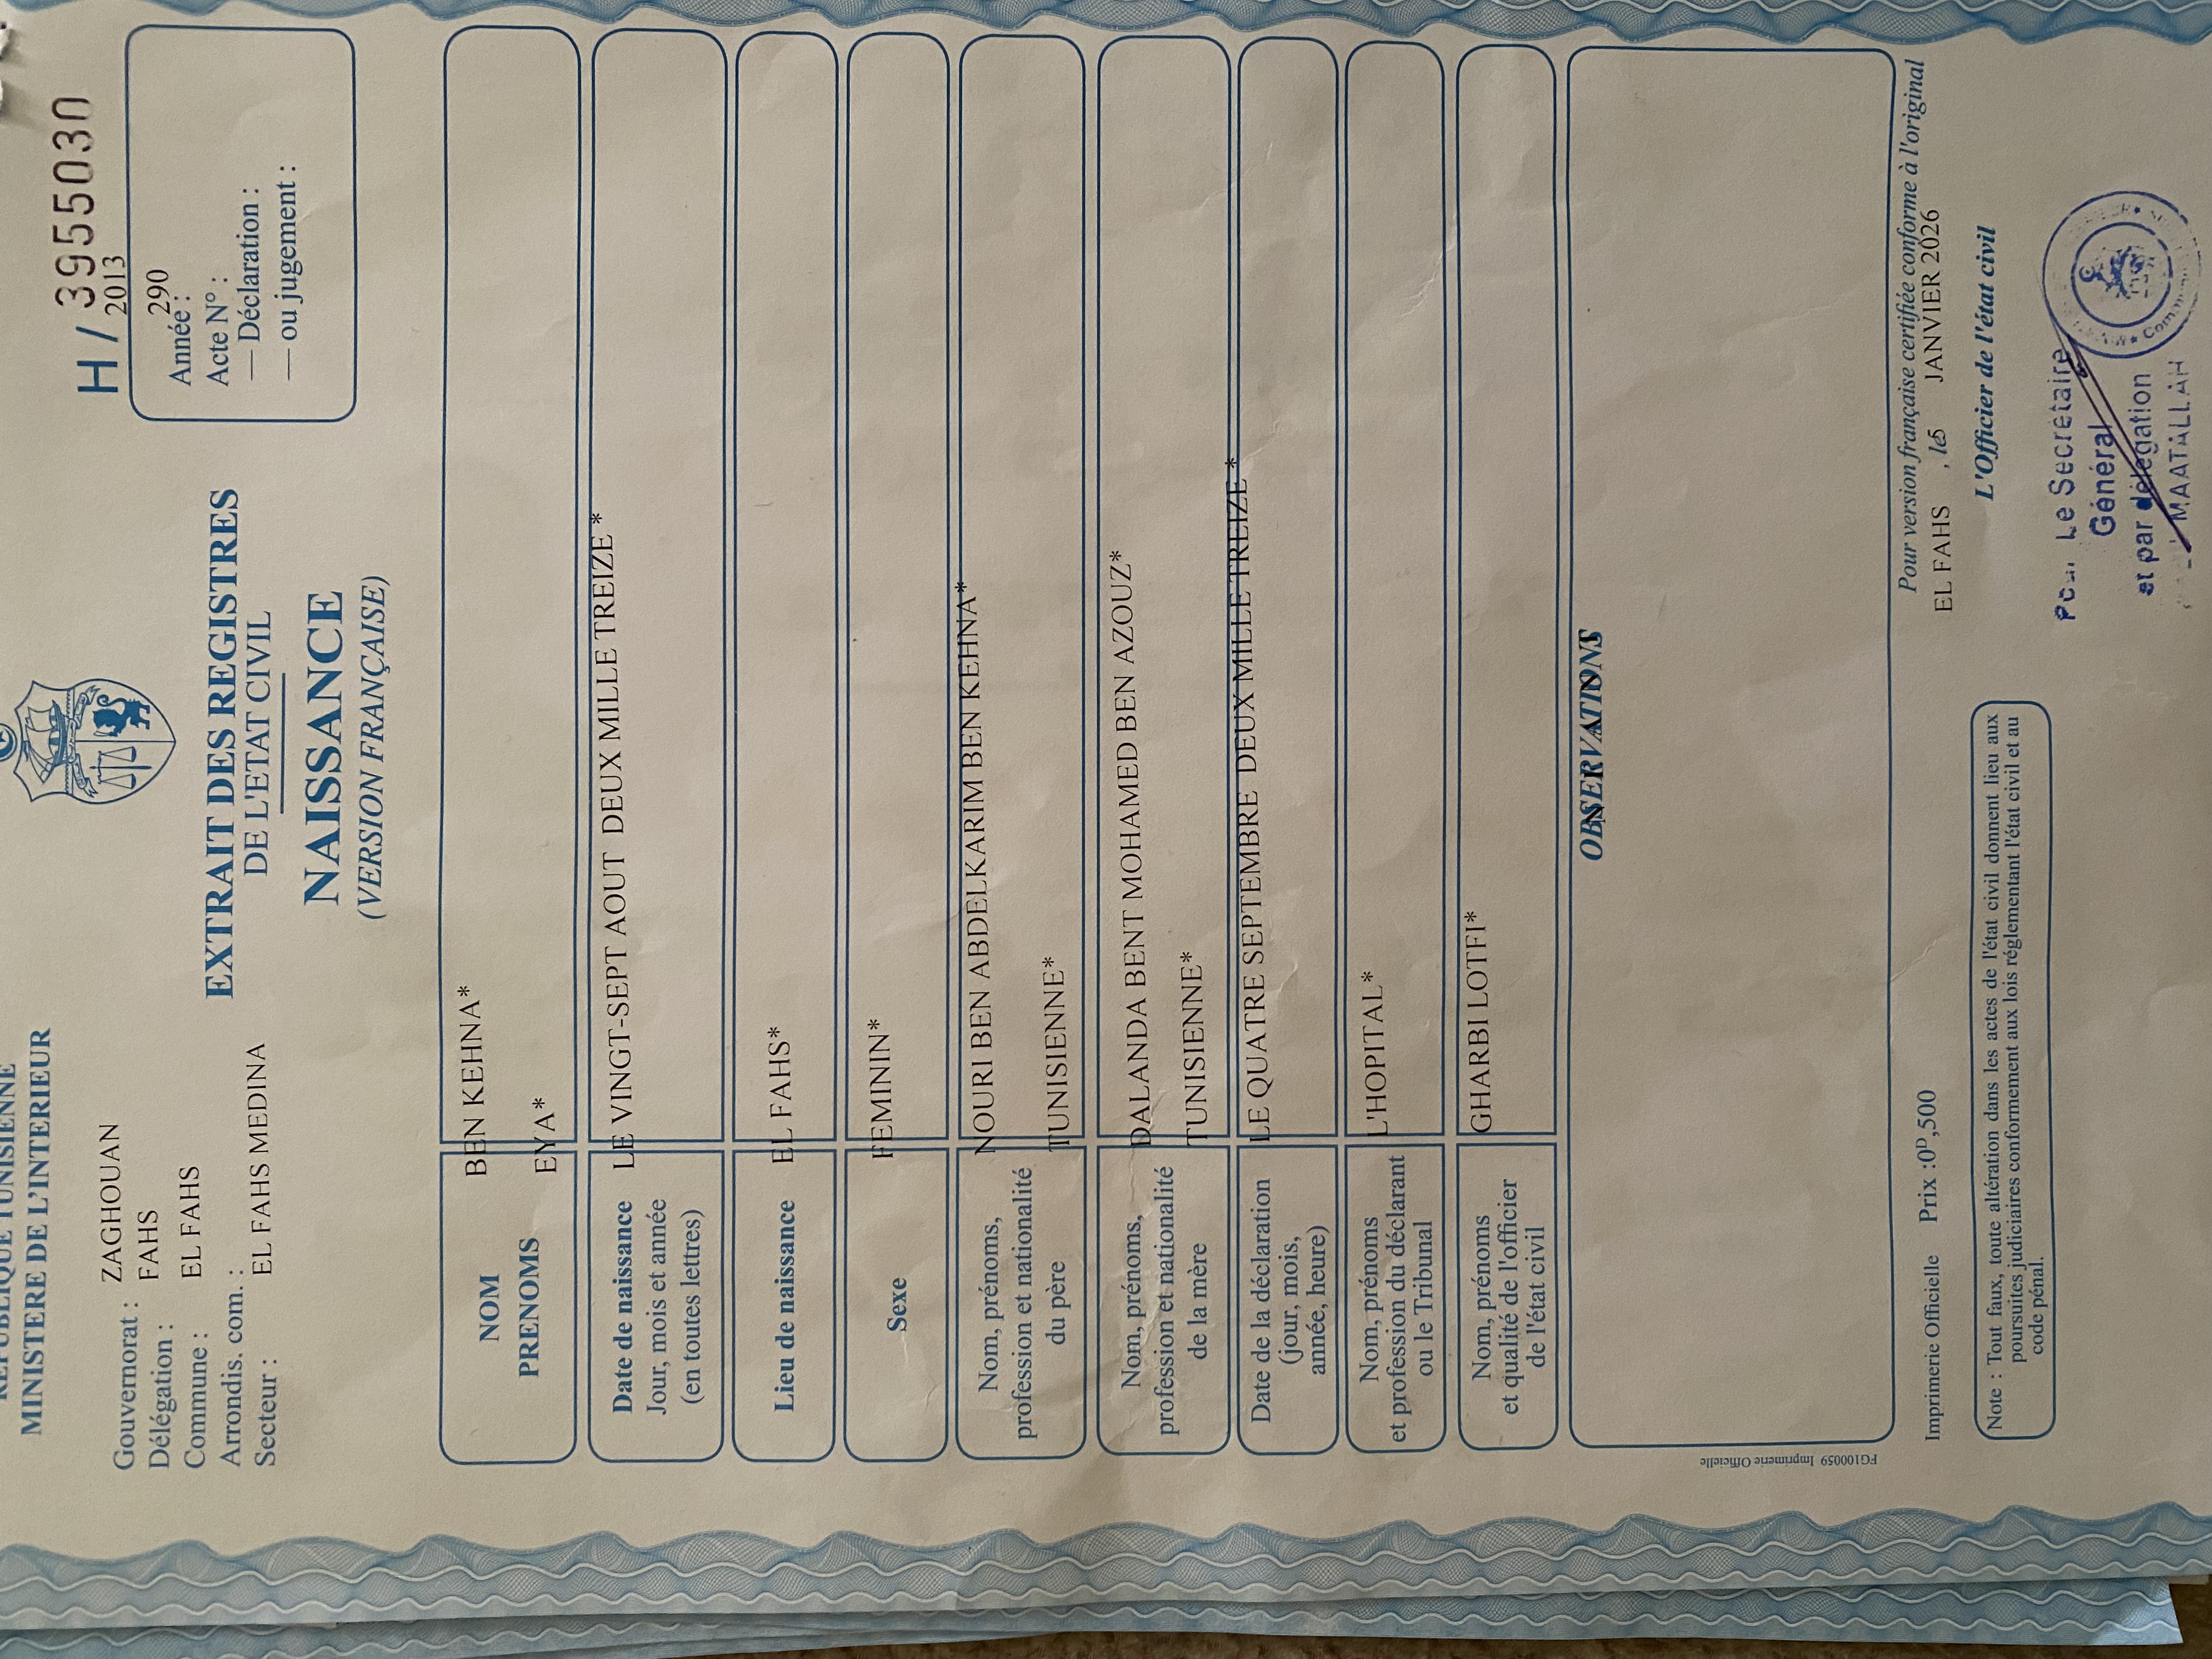 REPUBLIQUE TUNISIENNE
MINISTERE DE L'INTERIEUR
Gouvernorat : ZAGHOUAN
Délégation : FAHS
Commune : EL FAHS
Arrondis. com. :
Secteur : EL FAHS MEDINA
H / 3955030
2013
290
Année :
Acte N° :
— Déclaration :
— ou jugement :
EXTRAIT DES REGISTRES
DE L'ETAT CIVIL
NAISSANCE
(VERSION FRANÇAISE)
NOM BEN KEHNA*
PRENOMS EYA*
Date de naissance LE VINGT-SEPT AOUT DEUX MILLE TREIZE *
Jour, mois et année
(en toutes lettres)
Lieu de naissance EL FAHS*
Sexe FEMININ*
Nom, prénoms, NOURI BEN ABDELKARIM BEN KEHNA*
profession et nationalité
du père TUNISIENNE*
Nom, prénoms, DALANDA BENT MOHAMED BEN AZOUZ*
profession et nationalité
de la mère TUNISIENNE*
Date de la déclaration LE QUATRE SEPTEMBRE DEUX MILLE TREIZE *
(jour, mois,
année, heure)
Nom, prénoms L'HOPITAL*
et profession du déclarant
ou le Tribunal
Nom, prénoms GHARBI LOTFI*
et qualité de l'officier
de l'état civil
OBSERVATIONS
FG100059 Imprimerie Officielle
Imprimerie Officielle Prix :0D,500
Pour version française certifiée conforme à l'original
EL FAHS , le 5 JANVIER 2026
L'Officier de l'état civil
Note : Tout faux, toute altération dans les actes de l'état civil donnent lieu aux
poursuites judiciaires conformement aux lois réglementant l'état civil et au
code pénal.
Pour Le Secrétaire
Général
et par délégation
MAATALLAH